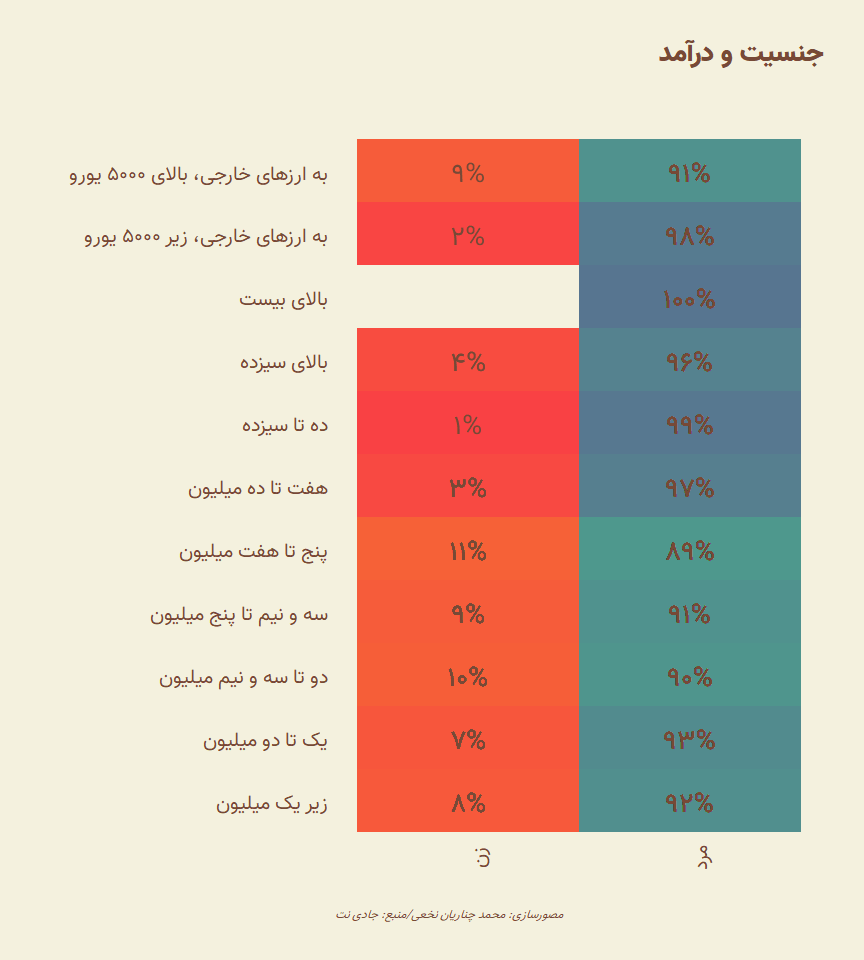 جنسیت و درآمد
به ارزهای خارجی، بالای ۵۰۰۰ یورو ۹% ۹۱%
به ارزهای خارجی، زیر ۵۰۰۰ یورو ۲% ۹۸%
بالای بیست ۱۰۰%
بالای سیزده ۴% ۹۶%
ده تا سیزده ۱% ۹۹%
هفت تا ده میلیون ۳% ۹۷%
پنج تا هفت میلیون ۱۱% ۸۹%
سه و نیم تا پنج میلیون ۹% ۹۱%
دو تا سه و نیم میلیون ۱۰% ۹۰%
یک تا دو میلیون ۷% ۹۳%
زیر یک میلیون ۸% ۹۲%
زن مرد
مصورسازی: محمد چناریان نخعی/منبع: جادی نت